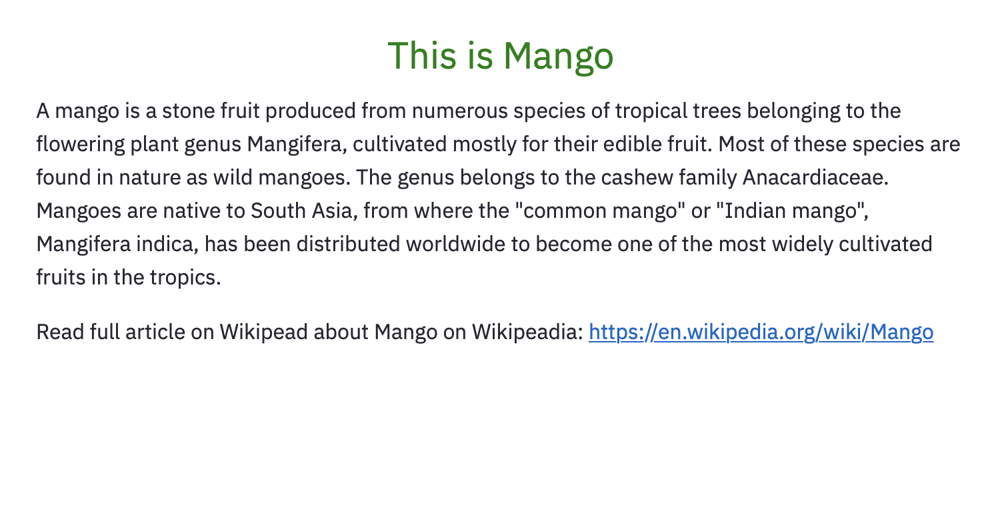 This is Mango
A mango is a stone fruit produced from numerous species of tropical trees belonging to the
flowering plant genus Mangifera, cultivated mostly for their edible fruit. Most of these species are
found in nature as wild mangoes. The genus belongs to the cashew family Anacardiaceae.
Mangoes are native to South Asia, from where the "common mango" or "Indian mango",
Mangifera indica, has been distributed worldwide to become one of the most widely cultivated
fruits in the tropics.
Read full article on Wikipead about Mango on Wikipeadia: https://en.wikipedia.org/wiki/Mango